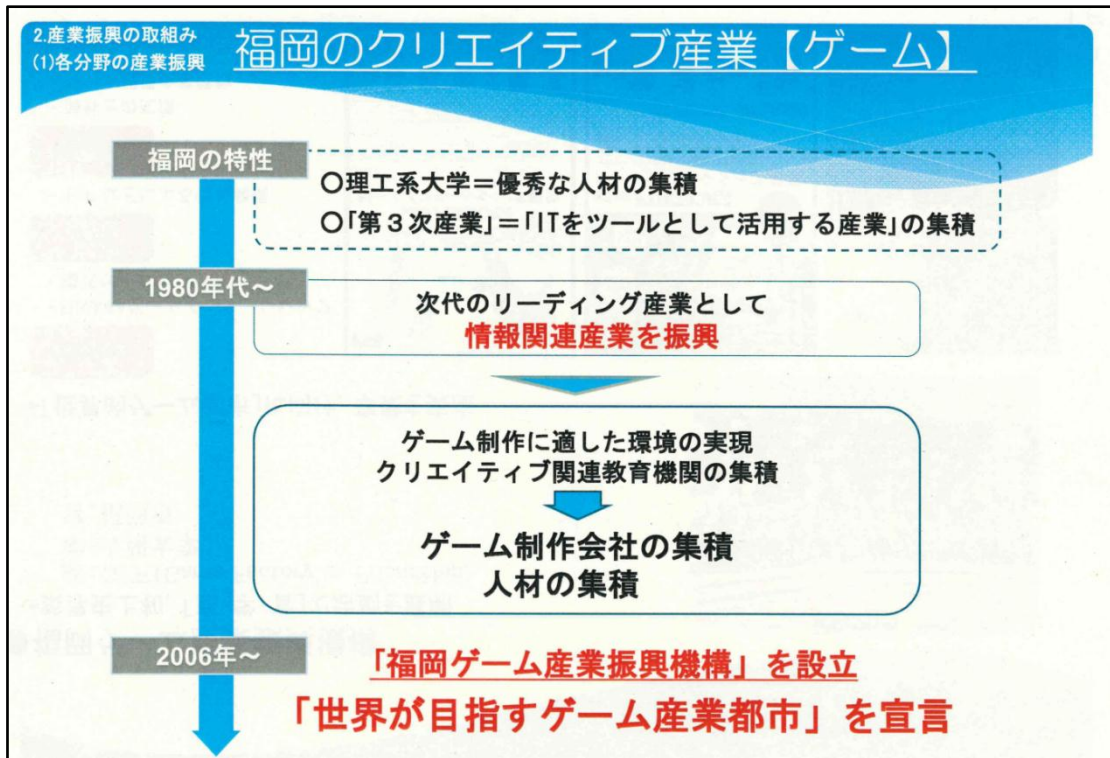 2.産業振興の取組み
(1)各分野の産業振興
福岡のクリエイティブ産業【ゲーム】
福岡の特性
○理工系大学＝優秀な人材の集積
○「第３次産業」＝「ITをツールとして活用する産業」の集積
1980年代～
次代のリーディング産業として
情報関連産業を振興
ゲーム制作に適した環境の実現
クリエイティブ関連教育機関の集積
ゲーム制作会社の集積
人材の集積
2006年～
「福岡ゲーム産業振興機構」を設立
「世界が目指すゲーム産業都市」を宣言